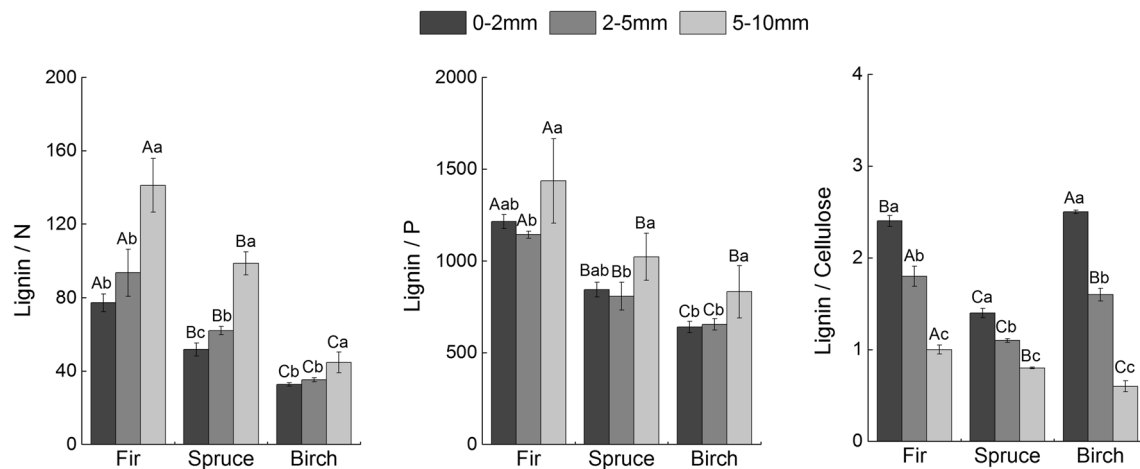 0-2mm 2-5mm 5-10mm
Lignin / N
200
160
120
80
40
0
Ab Ab Aa
Bc Bb Ba
Cb Cb Ca
Fir Spruce Birch
Lignin / P
2000
1500
1000
500
0
Aab Ab Aa
Bab Bb Ba
Cb Cb Ba
Fir Spruce Birch
Lignin / Cellulose
4
3
2
1
0
Ba Ab Ac
Ca Cb Bc
Aa Bb Cc
Fir Spruce Birch